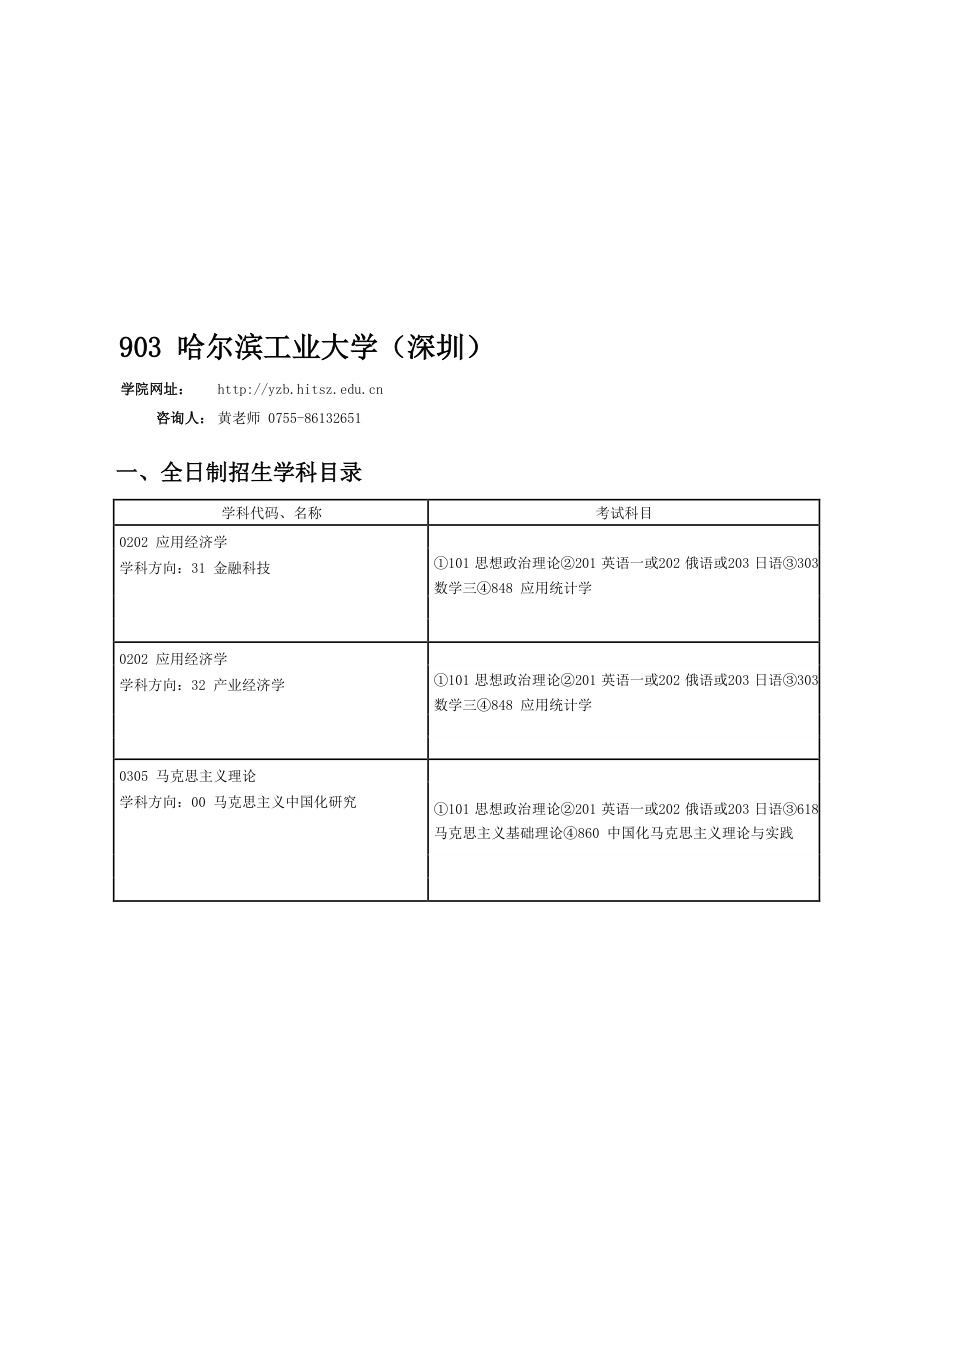 903 哈尔滨工业大学（深圳）
学院网址： http://yzb.hitsz.edu.cn
咨询人： 黄老师 0755-86132651
一、全日制招生学科目录
学科代码、名称 考试科目
0202 应用经济学
学科方向：31 金融科技
①101 思想政治理论②201 英语一或202 俄语或203 日语③303
数学三④848 应用统计学
0202 应用经济学
学科方向：32 产业经济学
①101 思想政治理论②201 英语一或202 俄语或203 日语③303
数学三④848 应用统计学
0305 马克思主义理论
学科方向：00 马克思主义中国化研究
①101 思想政治理论②201 英语一或202 俄语或203 日语③618
马克思主义基础理论④860 中国化马克思主义理论与实践